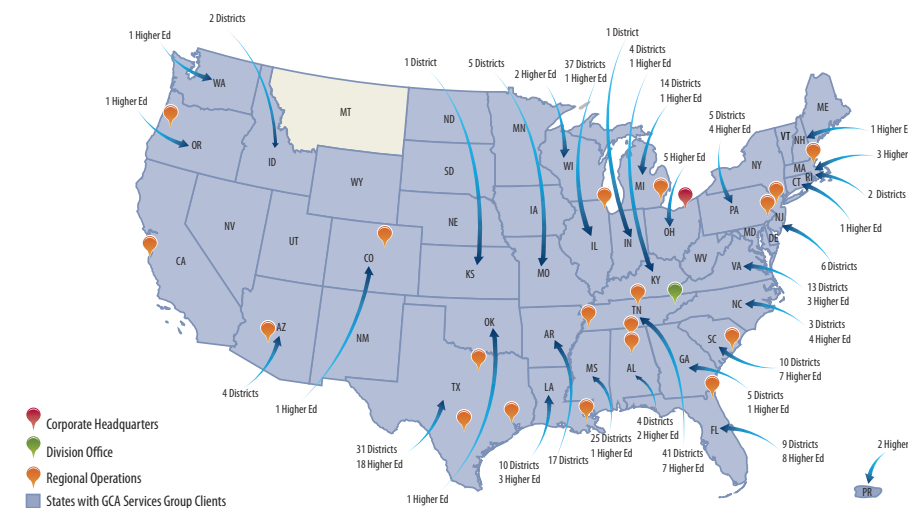 2 Districts
1 Higher Ed
1 Higher Ed
1 District
5 Districts
2 Higher Ed
37 Districts
1 Higher Ed
1 District
4 Districts
1 Higher Ed
14 Districts
1 Higher Ed
5 Higher Ed
5 Districts
4 Higher Ed
1 Higher E
3 Higher
2 Districts
1 Higher Ed
6 Districts
13 Districts
3 Higher Ed
3 Districts
4 Higher Ed
10 Districts
7 Higher Ed
5 Districts
1 Higher Ed
9 Districts
8 Higher Ed
2 Higher
WA
OR
ID
MT
WY
NV
UT
CA
AZ
CO
NM
ND
SD
NE
KS
OK
TX
MN
IA
MO
AR
LA
WI
IL
IN
MI
OH
KY
TN
MS
AL
GA
FL
SC
NC
VA
WV
MD
DE
NJ
PA
NY
CT
RI
MA
VT
NH
ME
PR
4 Districts
1 Higher Ed
31 Districts
18 Higher Ed
1 Higher Ed
10 Districts
3 Higher Ed
17 Districts
25 Districts
1 Higher Ed
4 Districts
2 Higher Ed
41 Districts
7 Higher Ed
Corporate Headquarters
Division Office
Regional Operations
States with GCA Services Group Clients